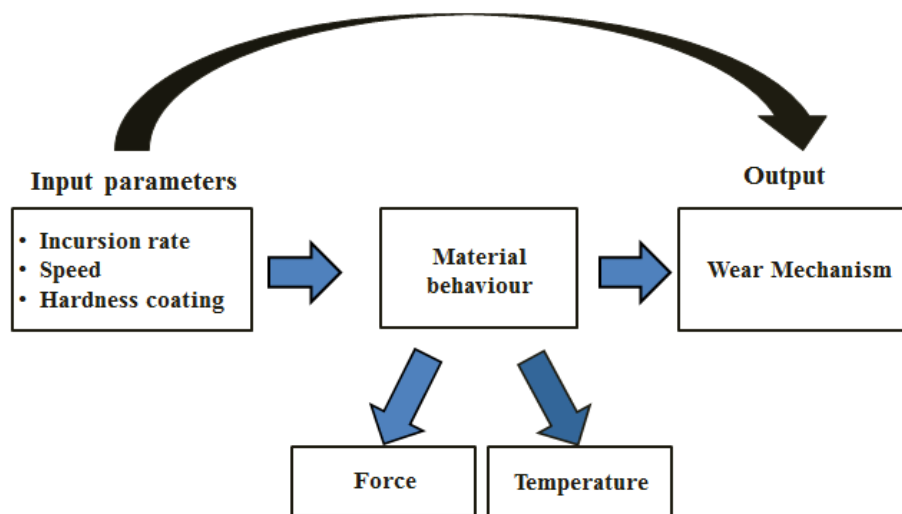 Input parameters
Output
• Incursion rate
• Speed
• Hardness coating
Material
behaviour
Wear Mechanism
Force
Temperature